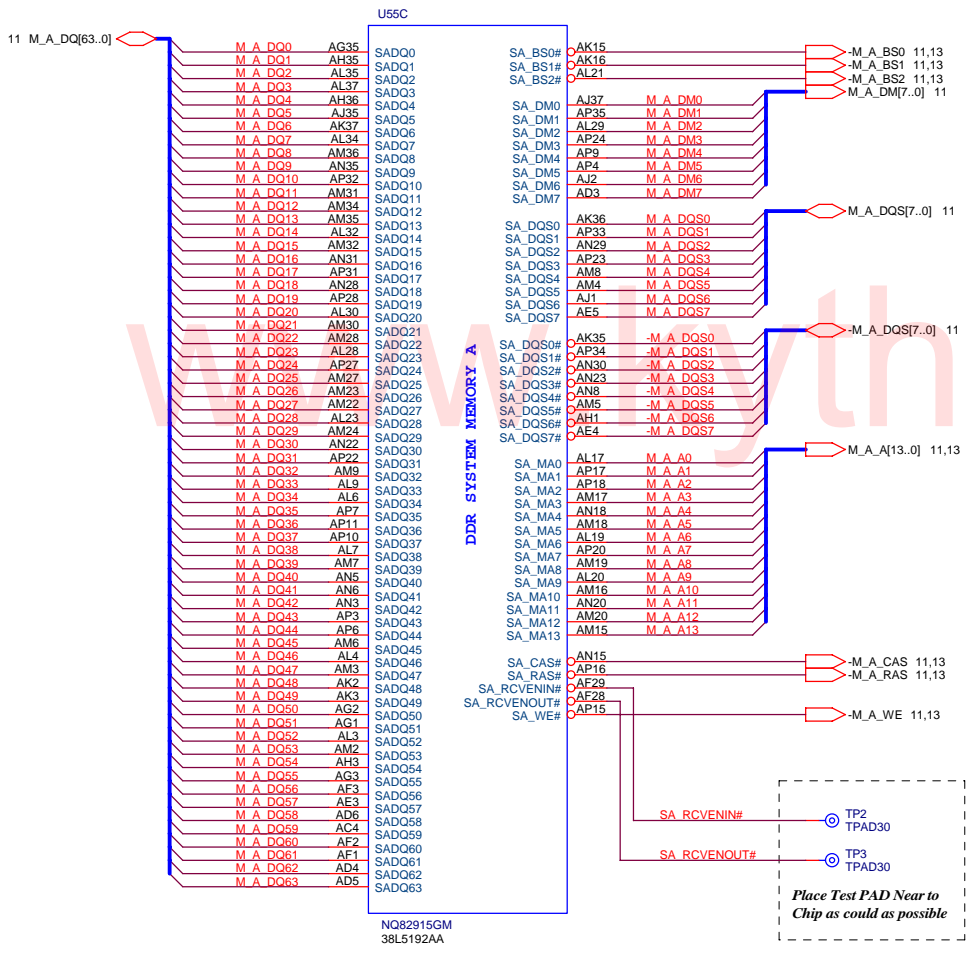 U55C
11 M_A_DQ[63..0]
M_A_DQ0 AG35 SADQ0
M_A_DQ1 AH35 SADQ1
M_A_DQ2 AL35 SADQ2
M_A_DQ3 AL37 SADQ3
M_A_DQ4 AH36 SADQ4
M_A_DQ5 AJ35 SADQ5
M_A_DQ6 AK37 SADQ6
M_A_DQ7 AL34 SADQ7
M_A_DQ8 AM36 SADQ8
M_A_DQ9 AN35 SADQ9
M_A_DQ10 AP32 SADQ10
M_A_DQ11 AM31 SADQ11
M_A_DQ12 AM34 SADQ12
M_A_DQ13 AM35 SADQ13
M_A_DQ14 AL32 SADQ14
M_A_DQ15 AM32 SADQ15
M_A_DQ16 AN31 SADQ16
M_A_DQ17 AP31 SADQ17
M_A_DQ18 AN28 SADQ18
M_A_DQ19 AP28 SADQ19
M_A_DQ20 AL30 SADQ20
M_A_DQ21 AM30 SADQ21
M_A_DQ22 AM28 SADQ22
M_A_DQ23 AL28 SADQ23
M_A_DQ24 AP27 SADQ24
M_A_DQ25 AM27 SADQ25
M_A_DQ26 AM23 SADQ26
M_A_DQ27 AM22 SADQ27
M_A_DQ28 AL23 SADQ28
M_A_DQ29 AM24 SADQ29
M_A_DQ30 AN22 SADQ30
M_A_DQ31 AP22 SADQ31
M_A_DQ32 AM9 SADQ32
M_A_DQ33 AL9 SADQ33
M_A_DQ34 AL6 SADQ34
M_A_DQ35 AP7 SADQ35
M_A_DQ36 AP11 SADQ36
M_A_DQ37 AP10 SADQ37
M_A_DQ38 AL7 SADQ38
M_A_DQ39 AM7 SADQ39
M_A_DQ40 AN5 SADQ40
M_A_DQ41 AN6 SADQ41
M_A_DQ42 AN3 SADQ42
M_A_DQ43 AP3 SADQ43
M_A_DQ44 AP6 SADQ44
M_A_DQ45 AM6 SADQ45
M_A_DQ46 AL4 SADQ46
M_A_DQ47 AM3 SADQ47
M_A_DQ48 AK2 SADQ48
M_A_DQ49 AK3 SADQ49
M_A_DQ50 AG2 SADQ50
M_A_DQ51 AG1 SADQ51
M_A_DQ52 AL3 SADQ52
M_A_DQ53 AM2 SADQ53
M_A_DQ54 AH3 SADQ54
M_A_DQ55 AG3 SADQ55
M_A_DQ56 AF3 SADQ56
M_A_DQ57 AE3 SADQ57
M_A_DQ58 AD6 SADQ58
M_A_DQ59 AC4 SADQ59
M_A_DQ60 AF2 SADQ60
M_A_DQ61 AF1 SADQ61
M_A_DQ62 AD4 SADQ62
M_A_DQ63 AD5 SADQ63
DDR SYSTEM MEMORY A
SA_BS0# AK15 -M_A_BS0 11,13
SA_BS1# AK16 -M_A_BS1 11,13
SA_BS2# AL21 -M_A_BS2 11,13
M_A_DM[7..0] 11
SA_DM0 AJ37 M_A_DM0
SA_DM1 AP35 M_A_DM1
SA_DM2 AL29 M_A_DM2
SA_DM3 AP24 M_A_DM3
SA_DM4 AP9 M_A_DM4
SA_DM5 AP4 M_A_DM5
SA_DM6 AJ2 M_A_DM6
SA_DM7 AD3 M_A_DM7
M_A_DQS[7..0] 11
SA_DQS0 AK36 M_A_DQS0
SA_DQS1 AP33 M_A_DQS1
SA_DQS2 AN29 M_A_DQS2
SA_DQS3 AP23 M_A_DQS3
SA_DQS4 AM8 M_A_DQS4
SA_DQS5 AM4 M_A_DQS5
SA_DQS6 AJ1 M_A_DQS6
SA_DQS7 AE5 M_A_DQS7
-M_A_DQS[7..0] 11
SA_DQS0# AK35 -M_A_DQS0
SA_DQS1# AP34 -M_A_DQS1
SA_DQS2# AN30 -M_A_DQS2
SA_DQS3# AN23 -M_A_DQS3
SA_DQS4# AN8 -M_A_DQS4
SA_DQS5# AM5 -M_A_DQS5
SA_DQS6# AH1 -M_A_DQS6
SA_DQS7# AE4 -M_A_DQS7
M_A_A[13..0] 11,13
SA_MA0 AL17 M_A_A0
SA_MA1 AP17 M_A_A1
SA_MA2 AP18 M_A_A2
SA_MA3 AM17 M_A_A3
SA_MA4 AN18 M_A_A4
SA_MA5 AM18 M_A_A5
SA_MA6 AL19 M_A_A6
SA_MA7 AP20 M_A_A7
SA_MA8 AM19 M_A_A8
SA_MA9 AL20 M_A_A9
SA_MA10 AM16 M_A_A10
SA_MA11 AN20 M_A_A11
SA_MA12 AM20 M_A_A12
SA_MA13 AM15 M_A_A13
SA_CAS# AN15 -M_A_CAS 11,13
SA_RAS# AP16 -M_A_RAS 11,13
SA_RCVENIN# AF29
SA_RCVENOUT# AF28
SA_WE# AP15 -M_A_WE 11,13
SA_RCVENIN# TP2
TPAD30
SA_RCVENOUT# TP3
TPAD30
Place Test PAD Near to
Chip as could as possible
NQ82915GM
38L5192AA
www.kyth